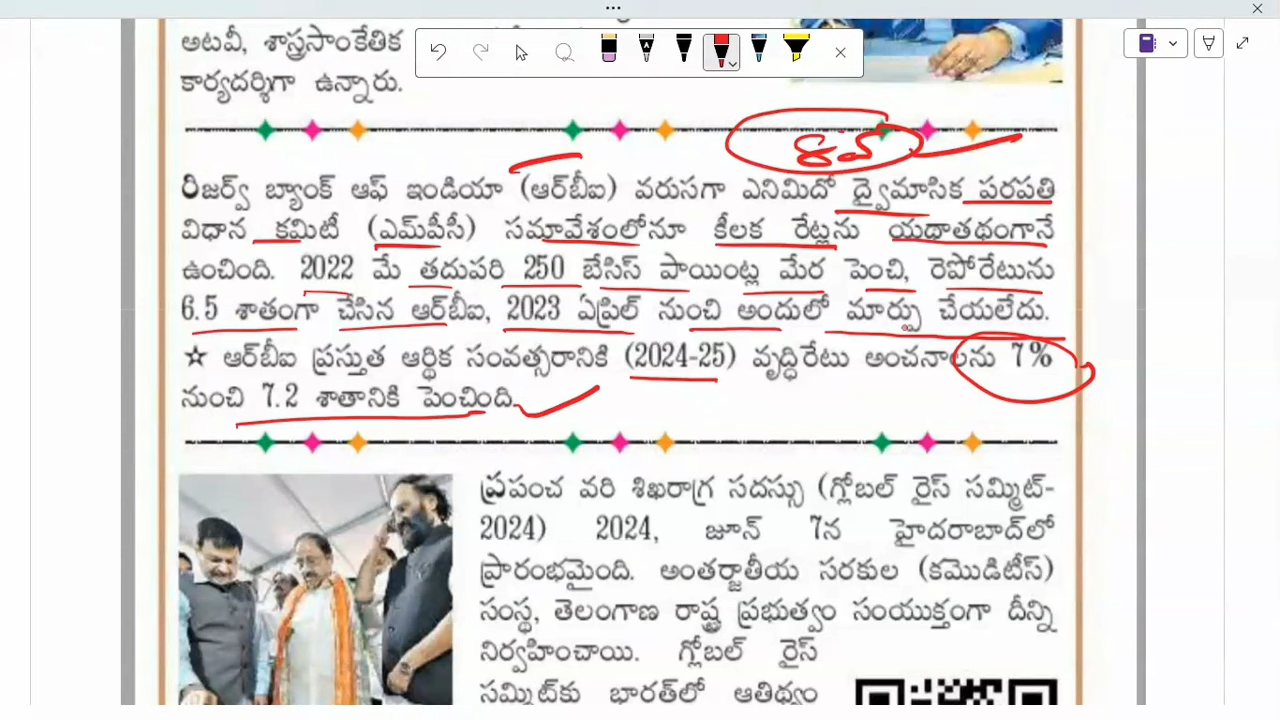 అటవీ, శాస్త్రసాంకేతిక
కార్యదర్శిగా ఉన్నారు.
రిజర్వ్ బ్యాంక్ ఆఫ్ ఇండియా (ఆర్‌బీఐ) వరుసగా ఎనిమిదో ద్వైమాసిక పరపతి
విధాన కమిటీ (ఎమ్‌పీసీ) సమావేశంలోనూ కీలక రేట్లను యథాతథంగానే
ఉంచింది. 2022 మే తదుపరి 250 బేసిస్ పాయింట్ల మేర పెంచి, రెపోరేటును
6.5 శాతంగా చేసిన ఆర్‌బీఐ, 2023 ఏప్రిల్ నుంచి అందులో మార్పు చేయలేదు.
☆ ఆర్‌బీఐ ప్రస్తుత ఆర్థిక సంవత్సరానికి (2024-25) వృద్ధిరేటు అంచనాలను 7%
నుంచి 7.2 శాతానికి పెంచింది.
ప్రపంచ వరి శిఖరాగ్ర సదస్సు (గ్లోబల్ రైస్ సమ్మిట్-
2024) 2024, జూన్ 7న హైదరాబాద్‌లో
ప్రారంభమైంది. అంతర్జాతీయ సరకుల (కమొడిటీస్)
సంస్థ, తెలంగాణ రాష్ట్ర ప్రభుత్వం సంయుక్తంగా దీన్ని
నిర్వహించాయి. గ్లోబల్ రైస్
సమ్మిట్‌కు భారత్‌లో ఆతిథ్యం